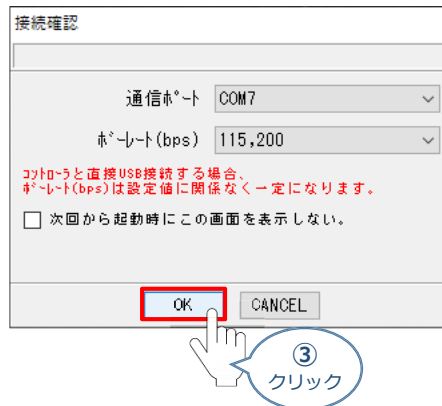 接続確認
通信ﾎﾟｰﾄ COM7
ﾎﾞｰﾚｰﾄ(bps) 115,200
ｺﾝﾄﾛｰﾗと直接USB接続する場合、
ﾎﾞｰﾚｰﾄ(bps)は設定値に関係なく一定になります。
次回から起動時にこの画面を表示しない。
OK CANCEL
③
クリック